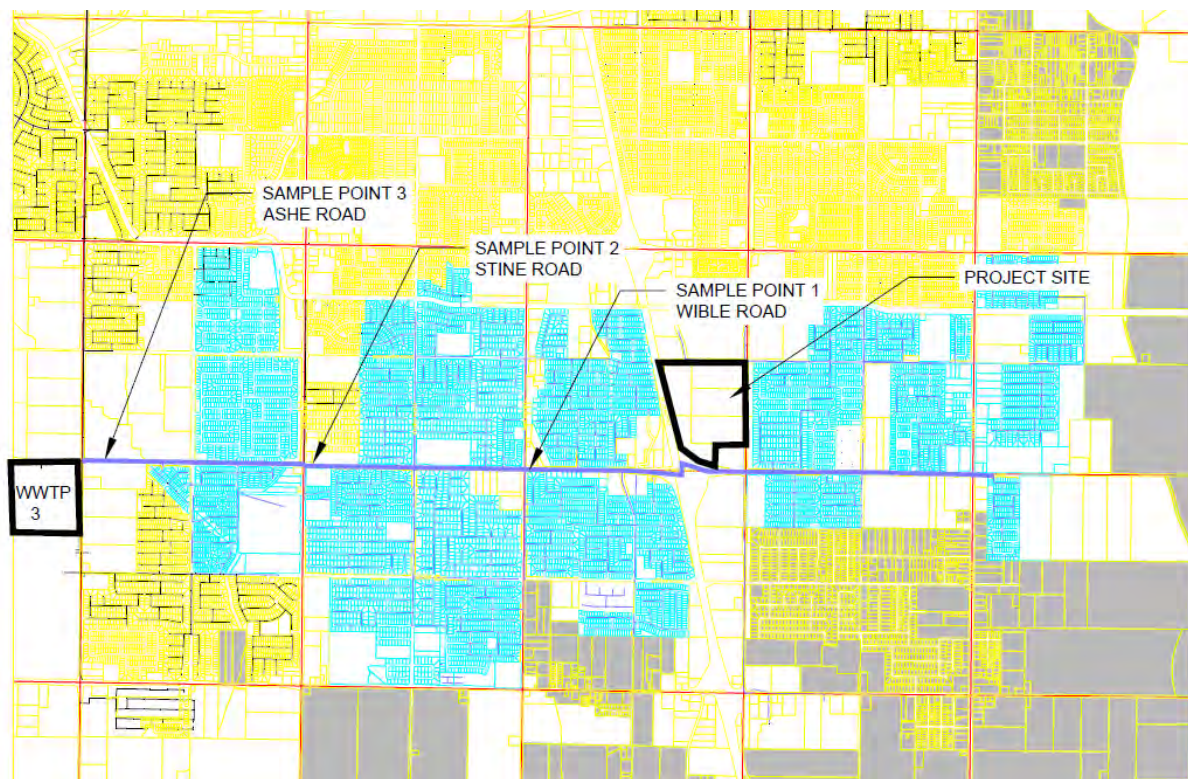 SAMPLE POINT 3
ASHE ROAD
SAMPLE POINT 2
STINE ROAD
SAMPLE POINT 1
WIBLE ROAD
PROJECT SITE
WWTP
3